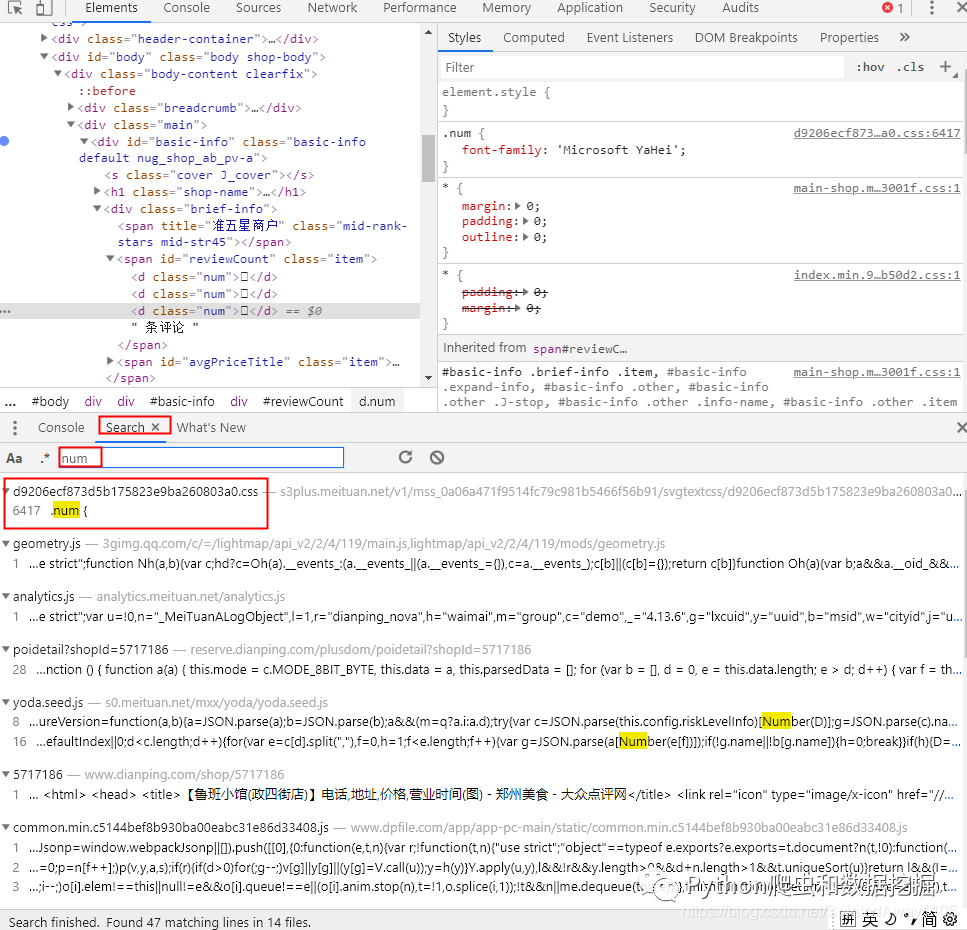 Elements Console Sources Network Performance Memory Application Security Audits 1
<div class="header-container">…</div>
<div id="body" class="body shop-body">
<div class="body-content clearfix">
::before
<div class="breadcrumb">…</div>
<div class="main">
<div id="basic-info" class="basic-info
default nug_shop_ab_pv-a">
<s class="cover J_cover"></s>
<h1 class="shop-name">…</h1>
<div class="brief-info">
<span title="准五星商户" class="mid-rank-
stars mid-str45"></span>
<span id="reviewCount" class="item">
<d class="num">□</d>
<d class="num">□</d>
… <d class="num">□</d> == $0
" 条评论 "
</span>
<span id="avgPriceTitle" class="item">…
</span>
... #body div div #basic-info div #reviewCount d.num
Styles Computed Event Listeners DOM Breakpoints Properties »
Filter :hov .cls +
element.style {
}
.num { d9206ecf873…a0.css:6417
font-family: 'Microsoft YaHei';
}
* { main-shop.m…3001f.css:1
margin: 0;
padding: 0;
outline: 0;
}
* { index.min.9…b50d2.css:1
padding: 0;
margin: 0;
}
Inherited from span#reviewC…
#basic-info .brief-info .item, #basic-info main-shop.m…3001f.css:1
.expand-info, #basic-info .other, #basic-info
.other .J-stop, #basic-info .other .info-name, #basic-info .other .item
Console Search × What's New
Aa .* num
d9206ecf873d5b175823e9ba260803a0.css — s3plus.meituan.net/v1/mss_0a06a471f9514fc79c981b5466f56b91/svgtextcss/d9206ecf873d5b175823e9ba260803a0…
6417 .num {
geometry.js — 3gimg.qq.com/c/=/lightmap/api_v2/2/4/119/main.js,lightmap/api_v2/2/4/119/mods/geometry.js
1 …e strict";function Nh(a,b){var c;hd?c=Oh(a).__events_:(a.__events_||(a.__events_={}),c=a.__events_);c[b]||(c[b]={});return c[b]}function Oh(a){var b;a&&a.__oid_&&…
analytics.js — analytics.meituan.net/analytics.js
1 …e strict";var u=!0,n="_MeiTuanALogObject",l=1,r="dianping_nova",h="waimai",m="group",c="demo",_="4.13.6",g="lxcuid",y="uuid",b="msid",w="cityid",j="u…
poidetail?shopId=5717186 — reserve.dianping.com/plusdom/poidetail?shopId=5717186
28 …nction () { function a(a) { this.mode = c.MODE_8BIT_BYTE, this.data = a, this.parsedData = []; for (var b = [], d = 0, e = this.data.length; e > d; d++) { var f = th…
yoda.seed.js — s0.meituan.net/mxx/yoda/yoda.seed.js
8 …ureVersion=function(a,b){a=JSON.parse(a);b=JSON.parse(b);a&&(m=q?a.i:a.d);try{var c=JSON.parse(this.config.riskLevelInfo)[Number(D)];g=JSON.parse(c).na…
16 …efaultIndex||0;d<c.length;d++){for(var e=c[d].split(","),f=0,h=1;f<e.length;f++){var g=JSON.parse(a[Number(e[f])]);if(!g.name||!b[g.name]){h=0;break}}if(h){D=…
5717186 — www.dianping.com/shop/5717186
1 … <html> <head> <title>【鲁班小馆(政四街店)】电话,地址,价格,营业时间(图) - 郑州美食 - 大众点评网</title> <link rel="icon" type="image/x-icon" href="//…
common.min.c5144bef8b930ba00eabc31e86d33408.js — www.dpfile.com/app/app-pc-main/static/common.min.c5144bef8b930ba00eabc31e86d33408.js
1 …Jsonp=window.webpackJsonp||[]).push([[0],{0:function(e,t,n){var r;!function(t,n){"use strict";"object"==typeof e.exports?e.exports=t.document?n(t,!0):function(…
2 …=0;p=n[f++];)p(v,y,a,s);if(r){if(d>0)for(;g--;)v[g]||y[g]||(y[g]=V.call(u));y=h(y)}Y.apply(u,y),l&&!r&&y.length>0&&d+n.length>1&&t.uniqueSort(u)}return l&&(l=…
3 …;i--;)o[i].elem!==this||null!=e&&o[i].queue!==e||(o[i].anim.stop(n),t=!1,o.splice(i,1));!t&&n||me.dequeue(
Python爬虫和数据挖掘
Search finished. Found 47 matching lines in 14 files.
拼 英 简